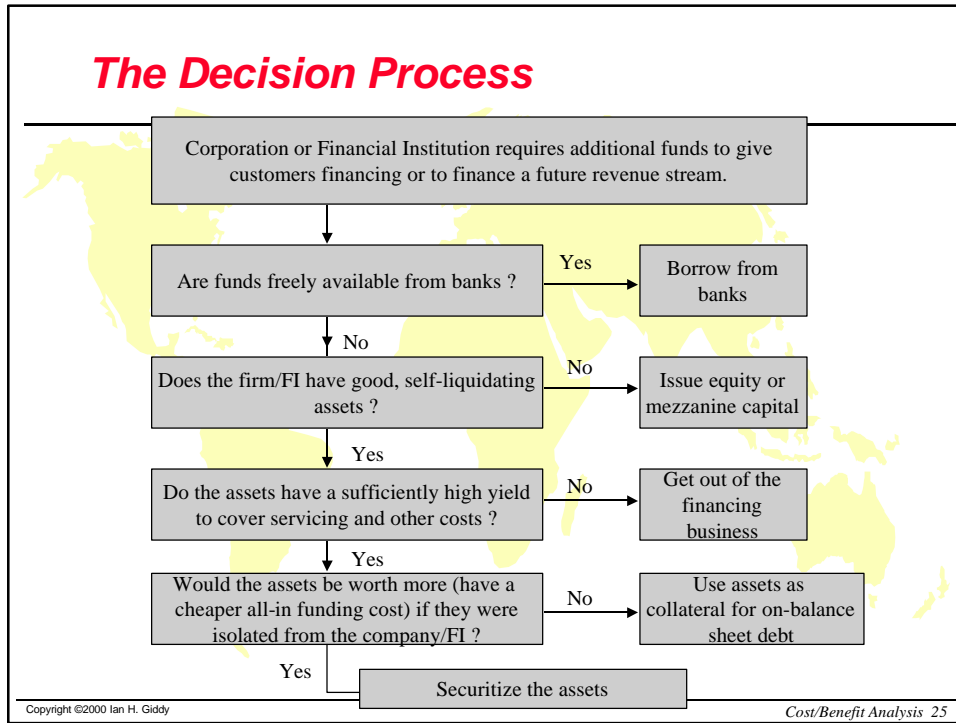 The Decision Process
Corporation or Financial Institution requires additional funds to give
customers financing or to finance a future revenue stream.
Are funds freely available from banks ?
Yes
Borrow from
banks
No
Does the firm/FI have good, self-liquidating
assets ?
No
Issue equity or
mezzanine capital
Yes
Do the assets have a sufficiently high yield
to cover servicing and other costs ?
No
Get out of the
financing
business
Yes
Would the assets be worth more (have a
cheaper all-in funding cost) if they were
isolated from the company/FI ?
No
Use assets as
collateral for on-balance
sheet debt
Yes
Securitize the assets
Copyright ©2000 Ian H. Giddy
Cost/Benefit Analysis 25